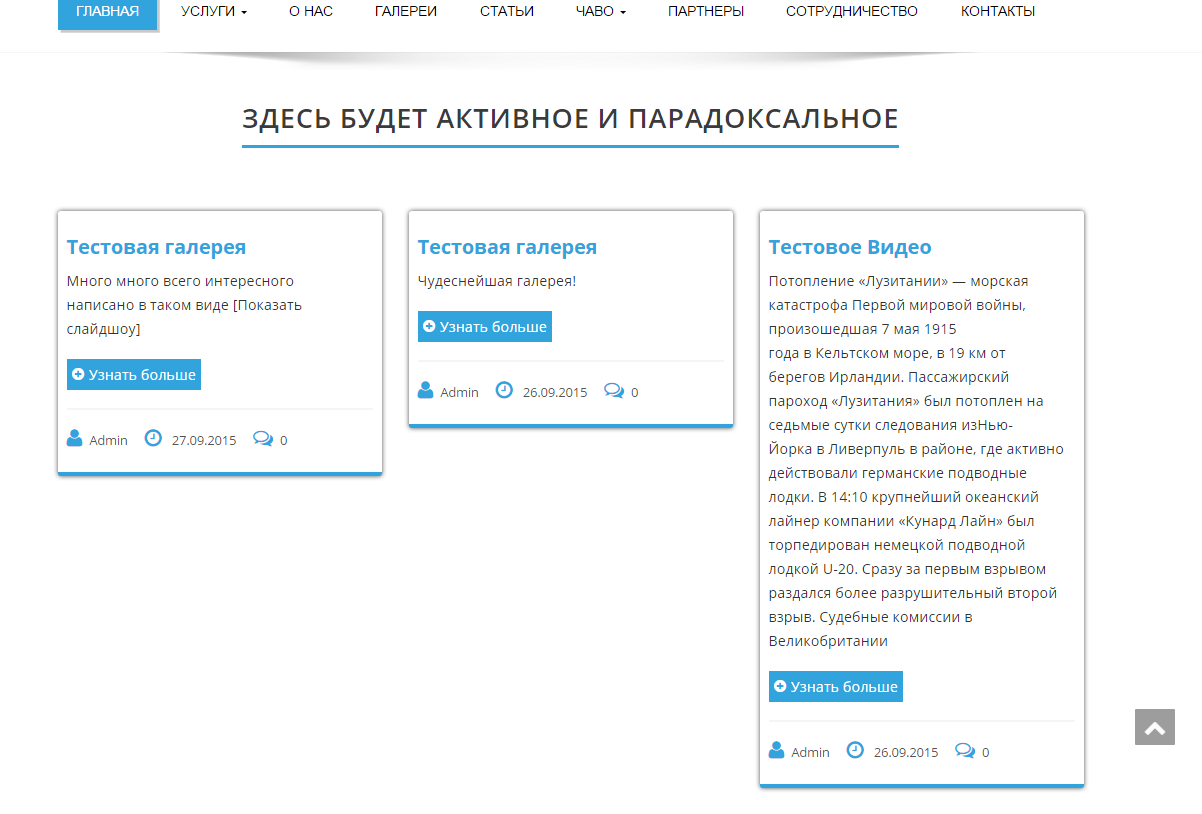 ГЛАВНАЯ УСЛУГИ О НАС ГАЛЕРЕИ СТАТЬИ ЧАВО ПАРТНЕРЫ СОТРУДНИЧЕСТВО КОНТАКТЫ
ЗДЕСЬ БУДЕТ АКТИВНОЕ И ПАРАДОКСАЛЬНОЕ
Тестовая галерея
Много много всего интересного
написано в таком виде [Показать
слайдшоу]
Узнать больше
Admin 27.09.2015 0
Тестовая галерея
Чудеснейшая галерея!
Узнать больше
Admin 26.09.2015 0
Тестовое Видео
Потопление «Лузитании» — морская
катастрофа Первой мировой войны,
произошедшая 7 мая 1915
года в Кельтском море, в 19 км от
берегов Ирландии. Пассажирский
пароход «Лузитания» был потоплен на
седьмые сутки следования изНью-
Йорка в Ливерпуль в районе, где активно
действовали германские подводные
лодки. В 14:10 крупнейший океанский
лайнер компании «Кунард Лайн» был
торпедирован немецкой подводной
лодкой U-20. Сразу за первым взрывом
раздался более разрушительный второй
взрыв. Судебные комиссии в
Великобритании
Узнать больше
Admin 26.09.2015 0